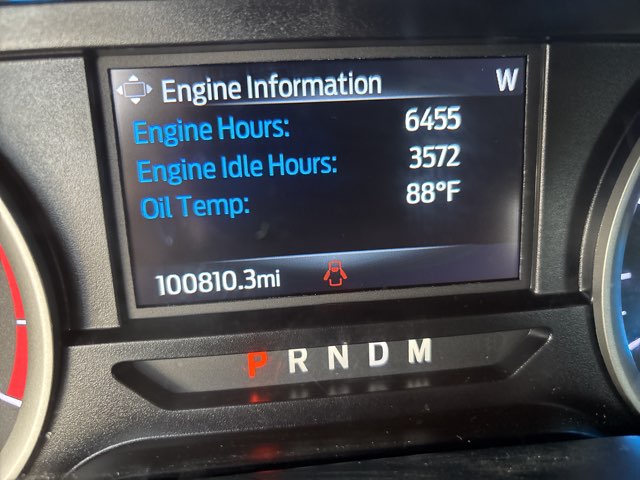 Engine Information W
Engine Hours: 6455
Engine Idle Hours: 3572
Oil Temp: 88°F
100810.3mi
P R N D M